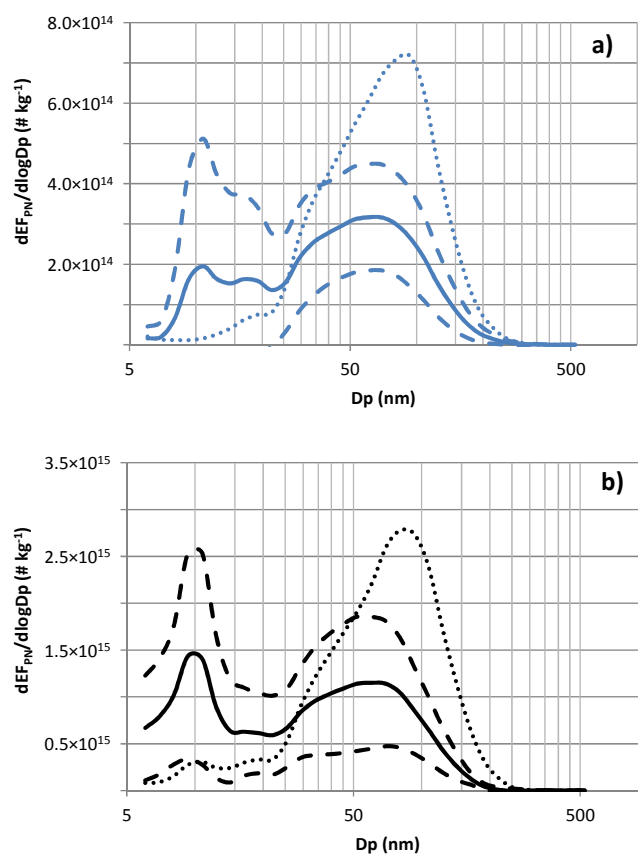 8.0×10¹⁴
a)
6.0×10¹⁴
4.0×10¹⁴
2.0×10¹⁴
dEF_PN/dlogDp (# kg⁻¹)
5 50 500
Dp (nm)
3.5×10¹⁵
b)
2.5×10¹⁵
1.5×10¹⁵
0.5×10¹⁵
dEF_PN/dlogDp (# kg⁻¹)
5 50 500
Dp (nm)